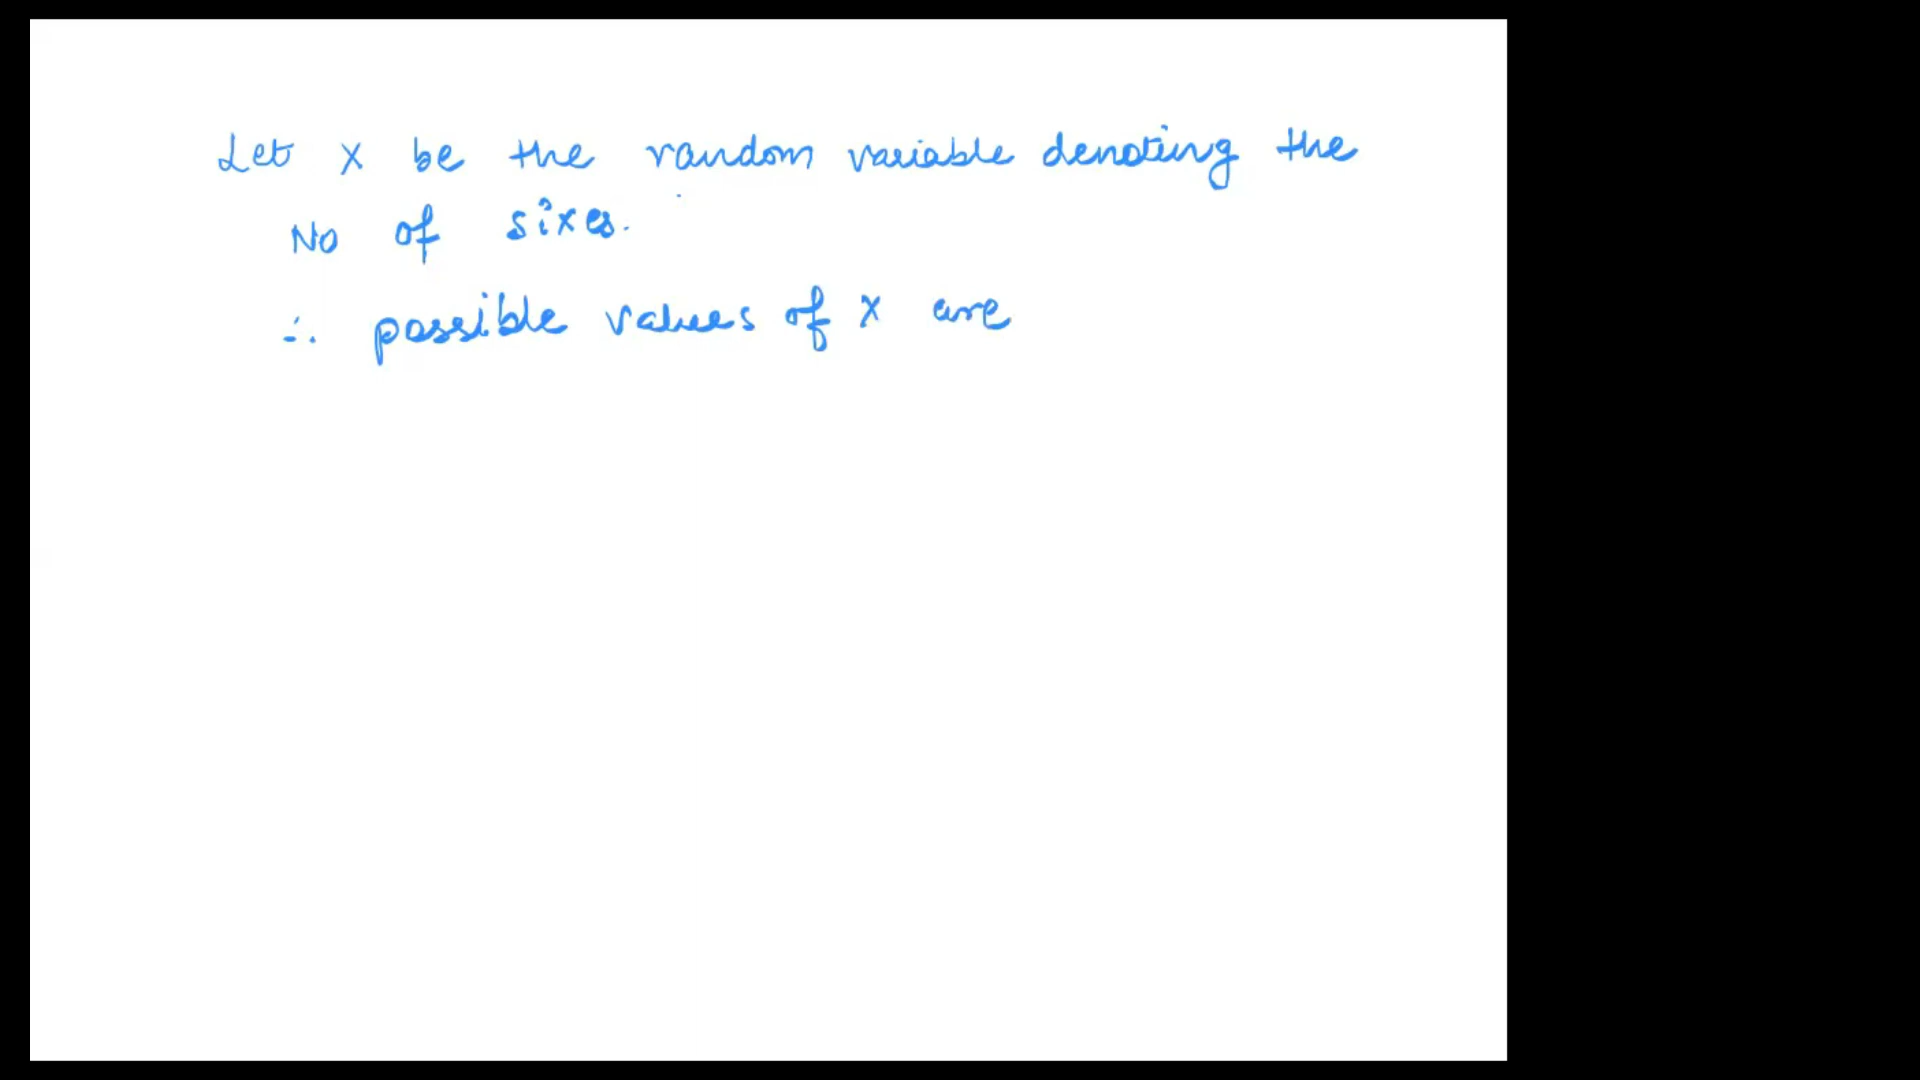 Let X be the random variable denoting the
No of sixes.
∴ possible values of X are